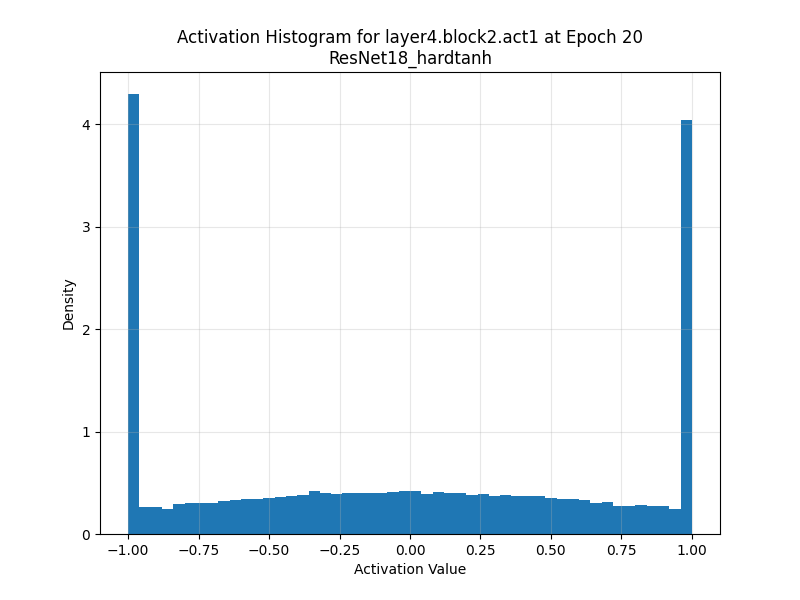 Activation Histogram for layer4.block2.act1 at Epoch 20
ResNet18_hardtanh
Density
4
3
2
1
0
−1.00 −0.75 −0.50 −0.25 0.00 0.25 0.50 0.75 1.00
Activation Value